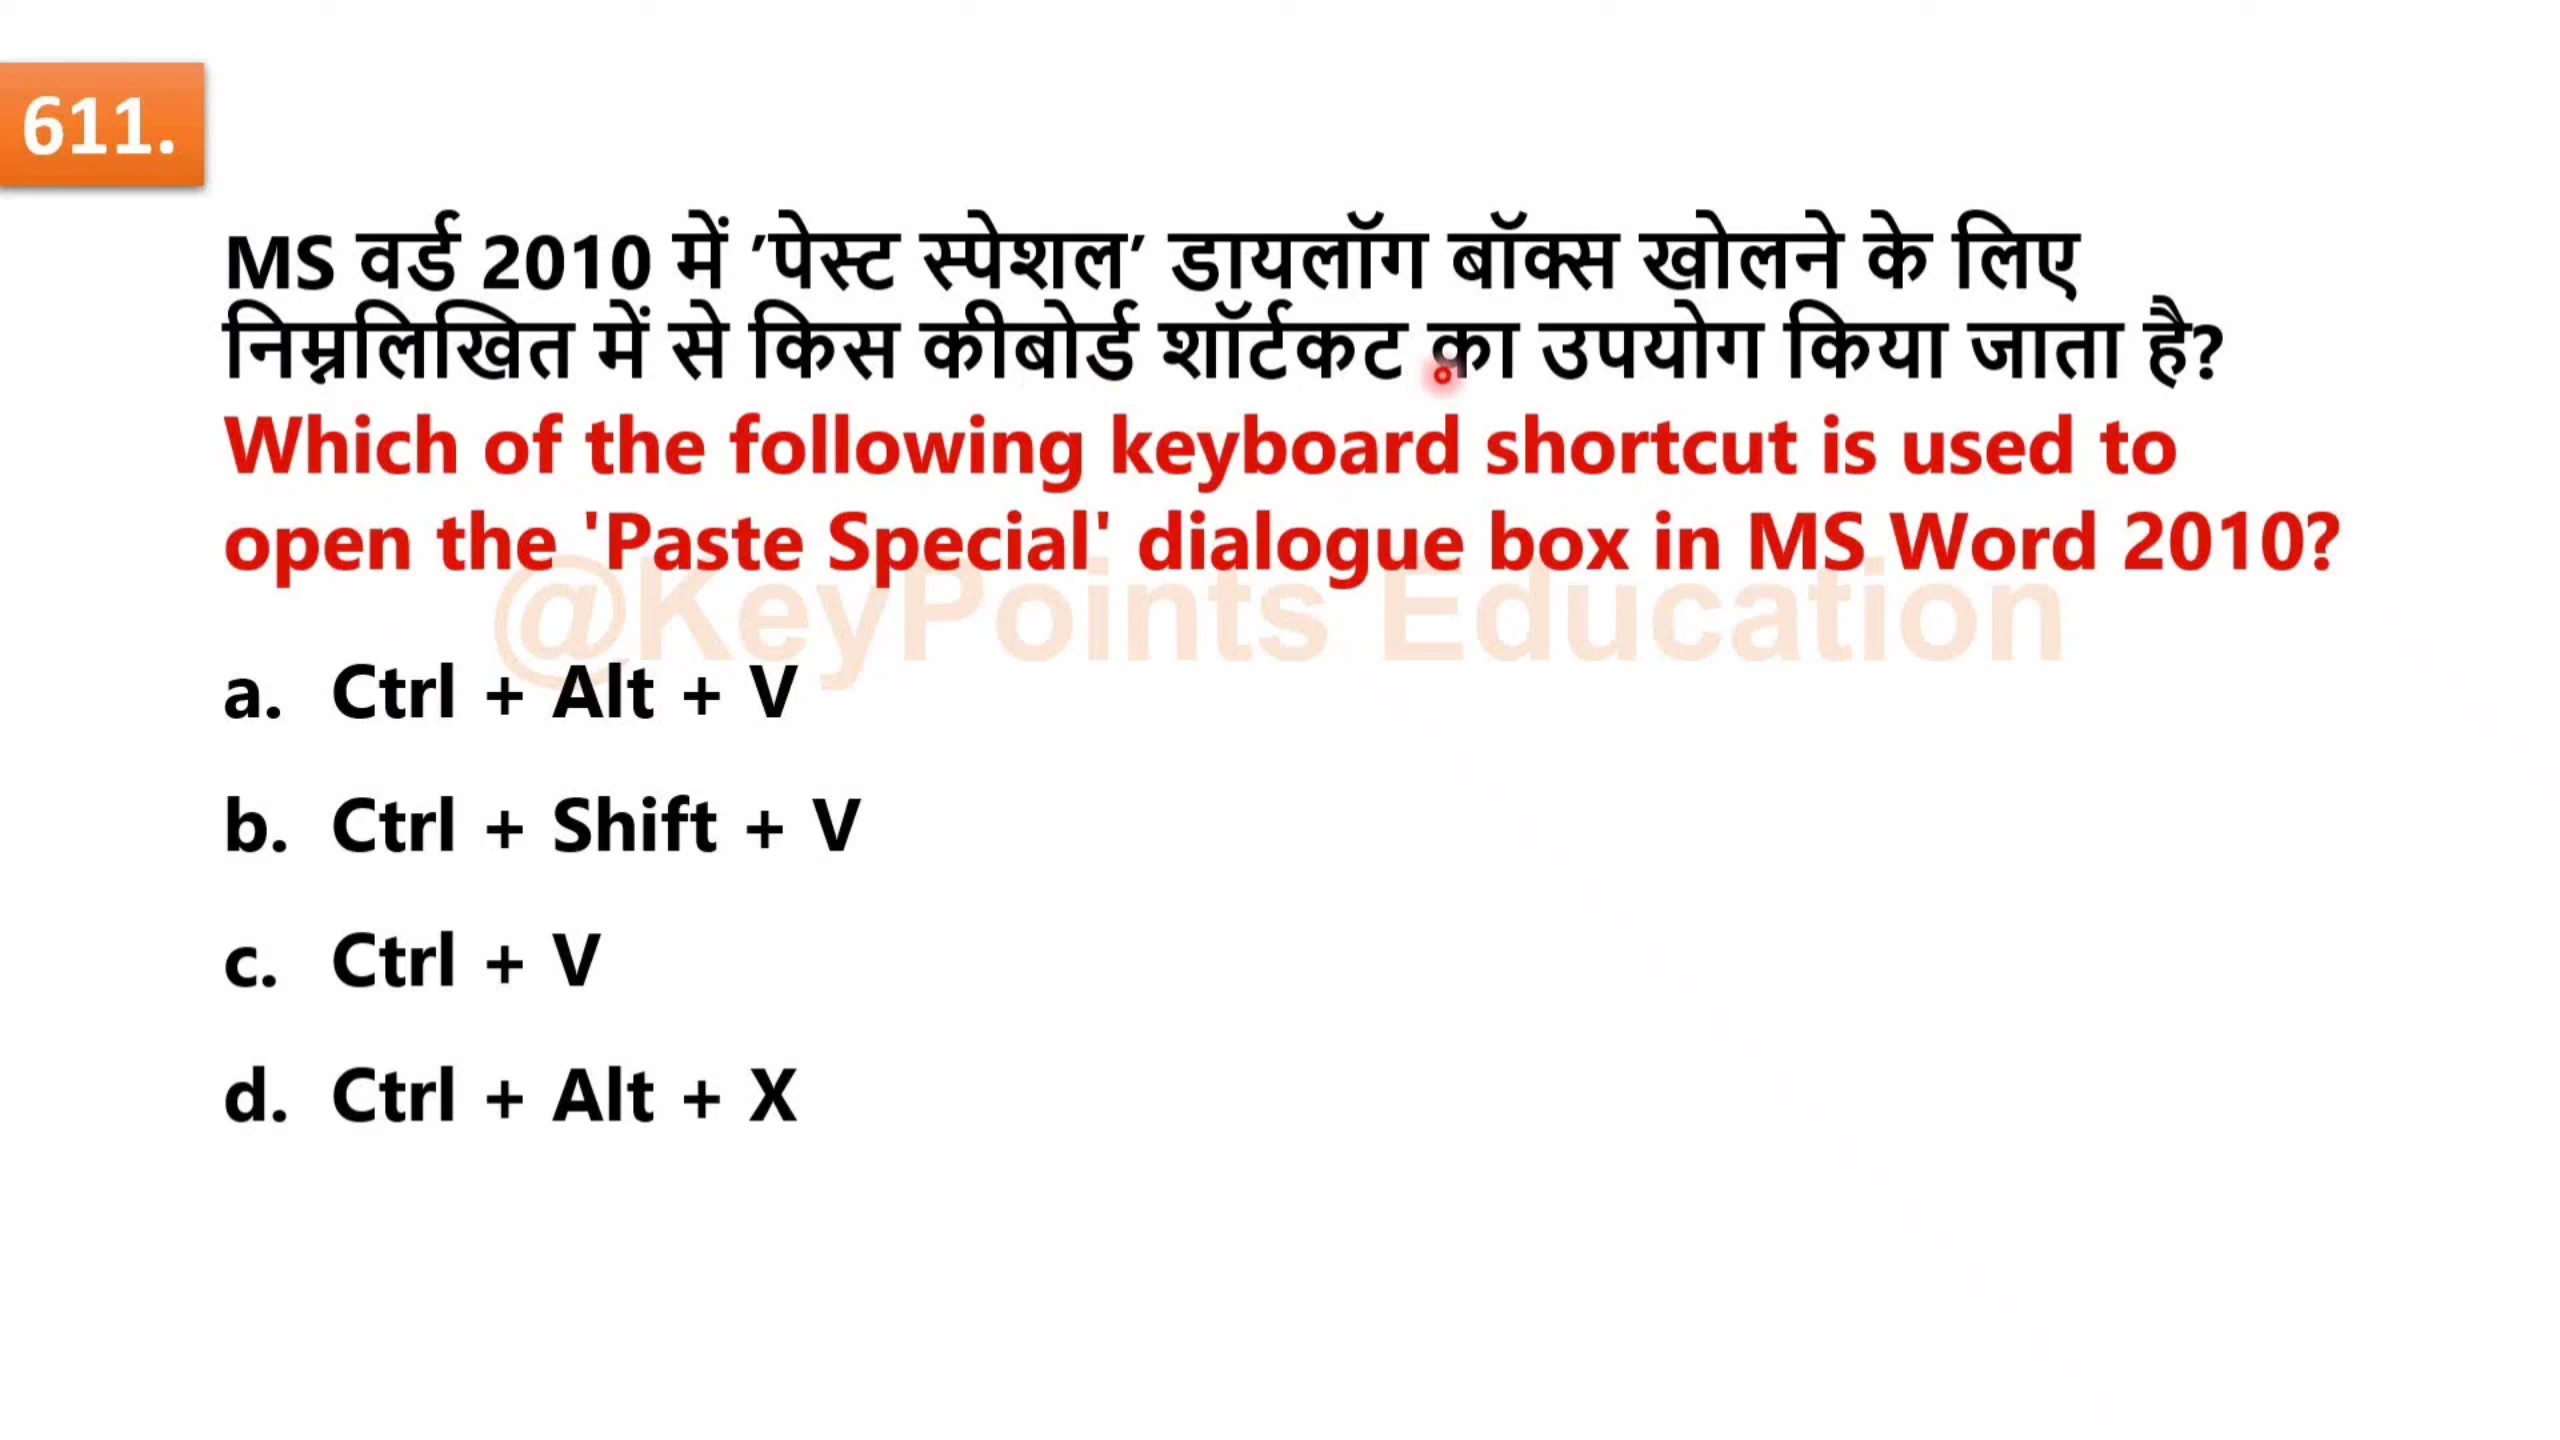 611.
MS वर्ड 2010 में 'पेस्ट स्पेशल' डायलॉग बॉक्स खोलने के लिए
निम्नलिखित में से किस कीबोर्ड शॉर्टकट का उपयोग किया जाता है?
Which of the following keyboard shortcut is used to
open the 'Paste Special' dialogue box in MS Word 2010?
@KeyPoints Education
a. Ctrl + Alt + V
b. Ctrl + Shift + V
c. Ctrl + V
d. Ctrl + Alt + X